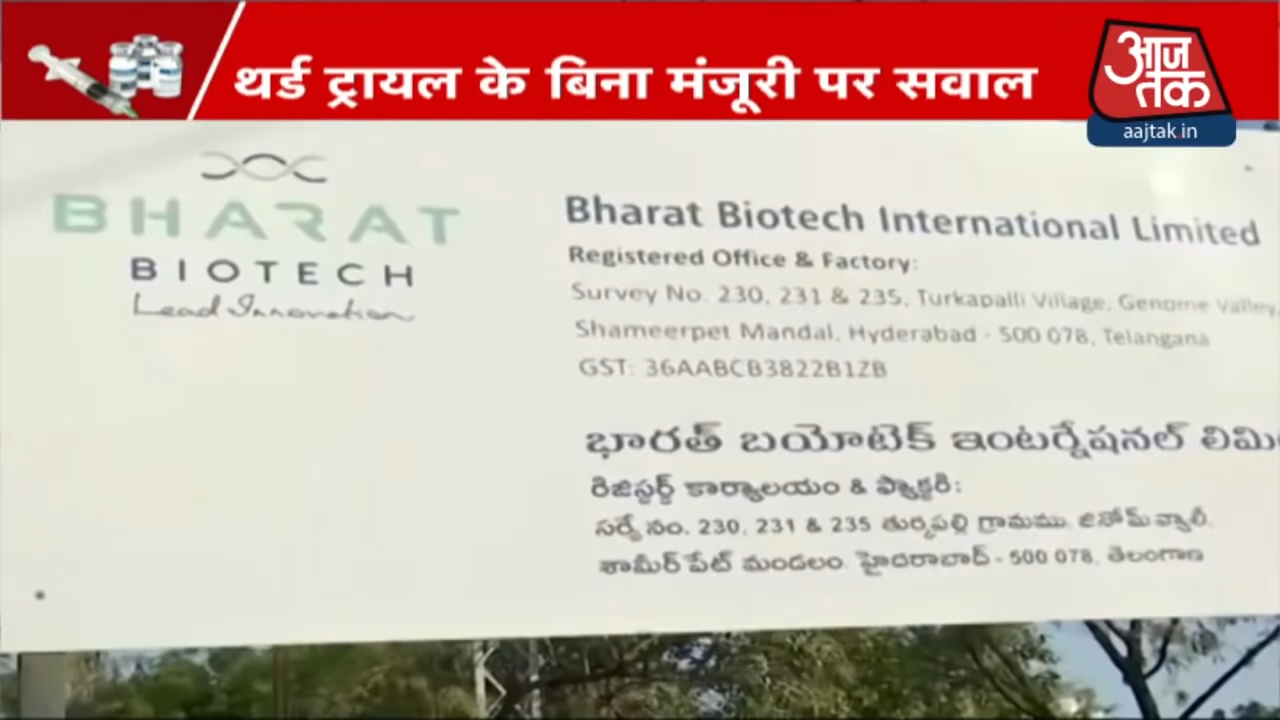 थर्ड ट्रायल के बिना मंजूरी पर सवाल
आज
तक
aajtak.in
BHARAT
BIOTECH
Lead Innovation
Bharat Biotech International Limited
Registered Office & Factory:
Survey No. 230, 231 & 235, Turkapalli Village, Genome Valley,
Shameerpet Mandal, Hyderabad - 500 078, Telangana
GST: 36AABCB3822B1ZB
భారత్ బయోటెక్ ఇంటర్నేషనల్
రిజిస్టర్డ్ కార్యాలయం & ఫ్యాక్టరీ:
సర్వే నం. 230, 231 & 235 తుర్కపల్లి గ్రామము, జీనోమ్ వ్యాలీ,
శామీర్ పేట్ మండలం, హైదరాబాద్ - 500 078, తెలంగాణ